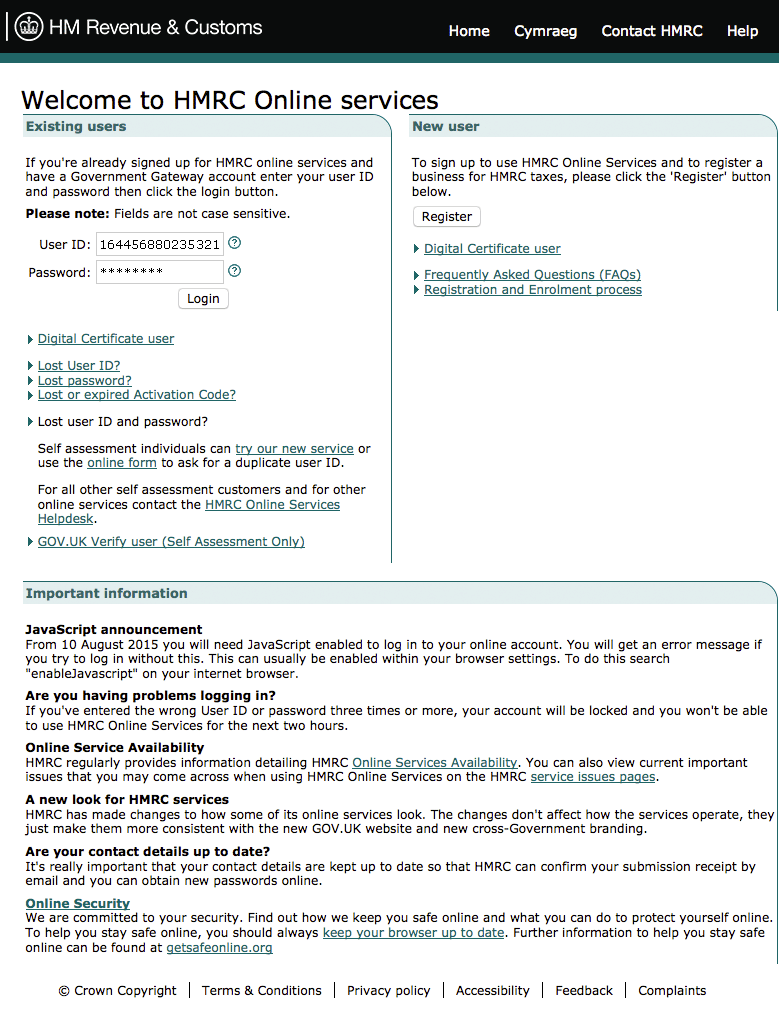 HM Revenue & Customs
Home Cymraeg Contact HMRC Help
Welcome to HMRC Online services
Existing users
If you're already signed up for HMRC online services and
have a Government Gateway account enter your user ID
and password then click the login button.
Please note: Fields are not case sensitive.
User ID: 164456880235321 ?
Password: ******** ?
Login
Digital Certificate user
Lost User ID?
Lost password?
Lost or expired Activation Code?
Lost user ID and password?
Self assessment individuals can try our new service or
use the online form to ask for a duplicate user ID.
For all other self assessment customers and for other
online services contact the HMRC Online Services
Helpdesk.
GOV.UK Verify user (Self Assessment Only)
New user
To sign up to use HMRC Online Services and to register a
business for HMRC taxes, please click the 'Register' button
below.
Register
Digital Certificate user
Frequently Asked Questions (FAQs)
Registration and Enrolment process
Important information
JavaScript announcement
From 10 August 2015 you will need JavaScript enabled to log in to your online account. You will get an error message if
you try to log in without this. This can usually be enabled within your browser settings. To do this search
"enableJavascript" on your internet browser.
Are you having problems logging in?
If you've entered the wrong User ID or password three times or more, your account will be locked and you won't be able
to use HMRC Online Services for the next two hours.
Online Service Availability
HMRC regularly provides information detailing HMRC Online Services Availability. You can also view current important
issues that you may come across when using HMRC Online Services on the HMRC service issues pages.
A new look for HMRC services
HMRC has made changes to how some of its online services look. The changes don't affect how the services operate, they
just make them more consistent with the new GOV.UK website and new cross-Government branding.
Are your contact details up to date?
It's really important that your contact details are kept up to date so that HMRC can confirm your submission receipt by
email and you can obtain new passwords online.
Online Security
We are committed to your security. Find out how we keep you safe online and what you can do to protect yourself online.
To help you stay safe online, you should always keep your browser up to date. Further information to help you stay safe
online can be found at getsafeonline.org
© Crown Copyright | Terms & Conditions | Privacy policy | Accessibility | Feedback | Complaints